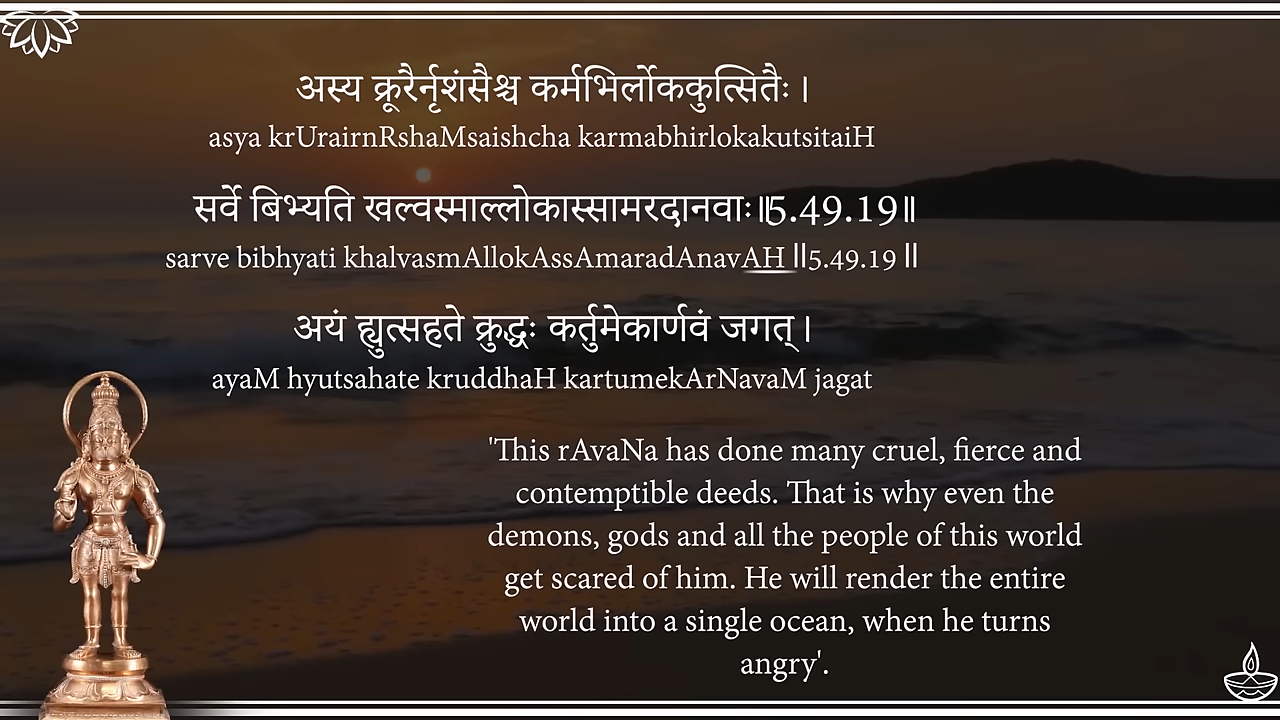 अस्य क्रूरैर्नृशंसैश्च कर्मभिर्लोककुत्सितैः ।
asya krUrairnRshaMsaishcha karmabhirlokakutsitaiH
सर्वे बिभ्यति खल्वस्माल्लोकास्सामरदानवाः॥5.49.19॥
sarve bibhyati khalvasmAllokAssAmaradAnavAH ॥5.49.19 ॥
अयं ह्युत्सहते क्रुद्धः कर्तुमेकार्णवं जगत् ।
ayaM hyutsahate kruddhaH kartumekArNavaM jagat
'This rAvaNa has done many cruel, fierce and
contemptible deeds. That is why even the
demons, gods and all the people of this world
get scared of him. He will render the entire
world into a single ocean, when he turns
angry'.